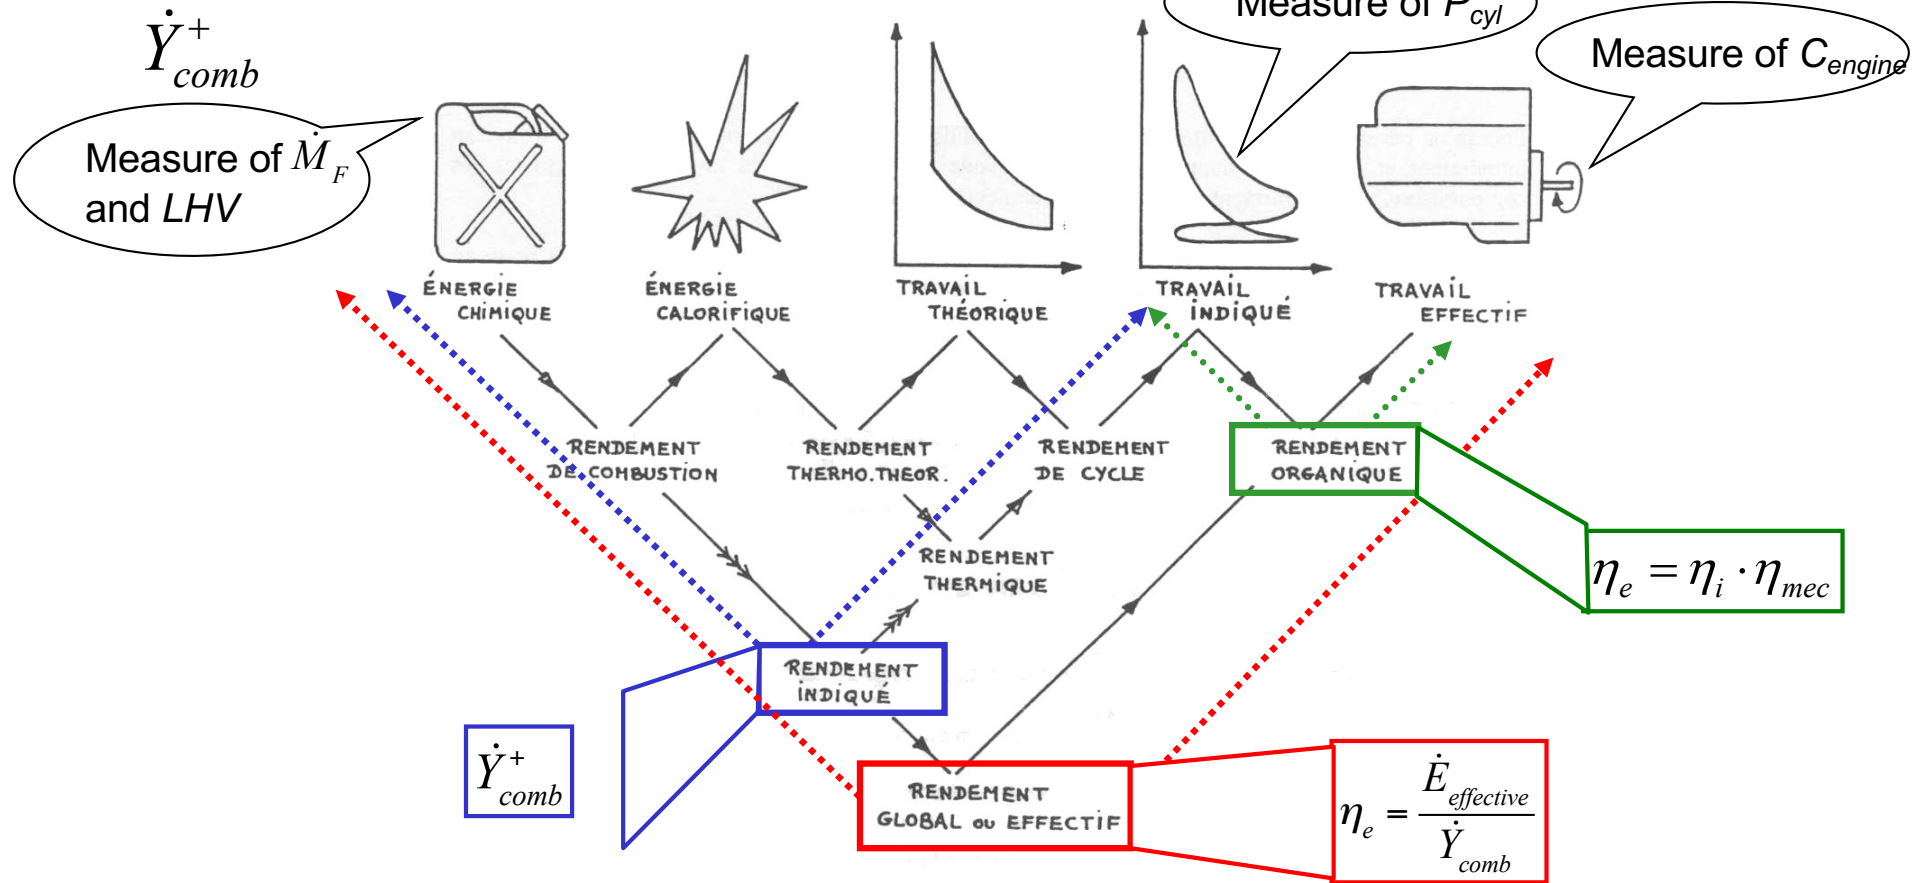 Measure of P_cyl
Measure of C_engine
Ẏ⁺_comb
Measure of Ṁ_F
and LHV
ÉNERGIE
CHIMIQUE
ÉNERGIE
CALORIFIQUE
TRAVAIL
THÉORIQUE
TRAVAIL
INDIQUÉ
TRAVAIL
EFFECTIF
RENDEMENT
DE COMBUSTION
RENDEMENT
THERMO.THEOR.
RENDEMENT
DE CYCLE
RENDEMENT
ORGANIQUE
RENDEMENT
THERMIQUE
η_e = η_i · η_mec
RENDEMENT
INDIQUÉ
Ẏ⁺_comb
RENDEMENT
GLOBAL OU EFFECTIF
η_e = Ė_effective / Ẏ_comb